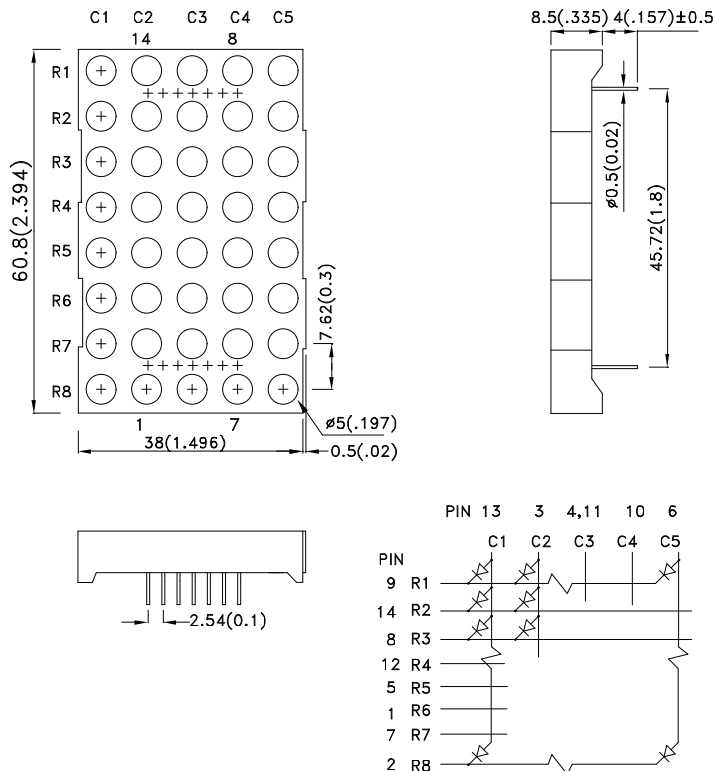 C1 C2 C3 C4 C5
14 8
R1
R2
R3
R4
R5
R6
R7
R8
60.8(2.394)
7.62(0.3)
1 7
ø5(.197)
38(1.496)
0.5(.02)
8.5(.335) 4(.157)±0.5
ø0.5(0.02)
45.72(1.8)
2.54(0.1)
PIN 13 3 4,11 10 6
C1 C2 C3 C4 C5
PIN
9 R1
14 R2
8 R3
12 R4
5 R5
1 R6
7 R7
2 R8